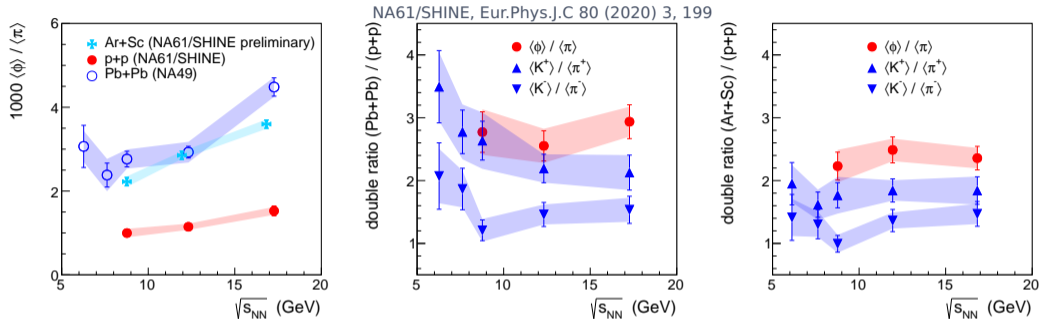 NA61/SHINE, Eur.Phys.J.C 80 (2020) 3, 199
1000 ⟨ϕ⟩ / ⟨π⟩
6
4
2
0
5
10
15
20
√sNN (GeV)
Ar+Sc (NA61/SHINE preliminary)
p+p (NA61/SHINE)
Pb+Pb (NA49)
double ratio (Pb+Pb) / (p+p)
4
3
2
1
5
10
15
20
√sNN (GeV)
⟨ϕ⟩ / ⟨π⟩
⟨K⁺⟩ / ⟨π⁺⟩
⟨K⁻⟩ / ⟨π⁻⟩
double ratio (Ar+Sc) / (p+p)
4
3
2
1
5
10
15
20
√sNN (GeV)
⟨ϕ⟩ / ⟨π⟩
⟨K⁺⟩ / ⟨π⁺⟩
⟨K⁻⟩ / ⟨π⁻⟩